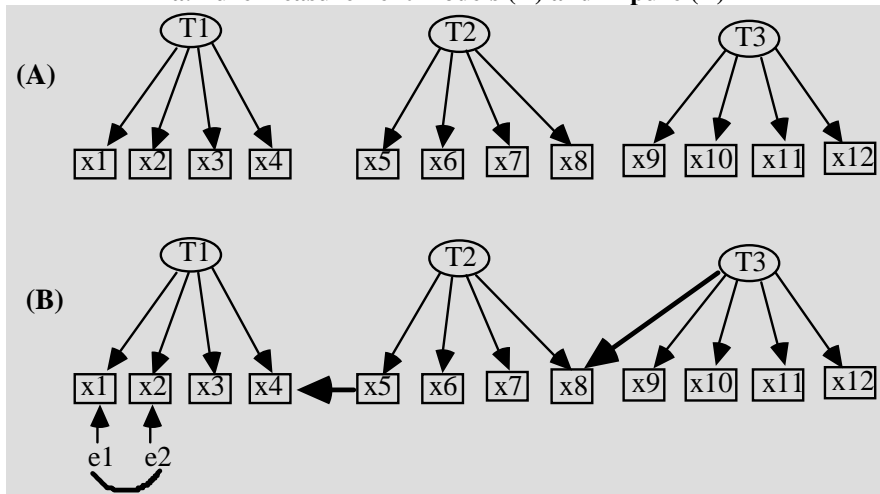 T1 T2 T3
(A)
x1 x2 x3 x4 x5 x6 x7 x8 x9 x10 x11 x12
T1 T2 T3
(B)
x1 x2 x3 x4 x5 x6 x7 x8 x9 x10 x11 x12
e1 e2